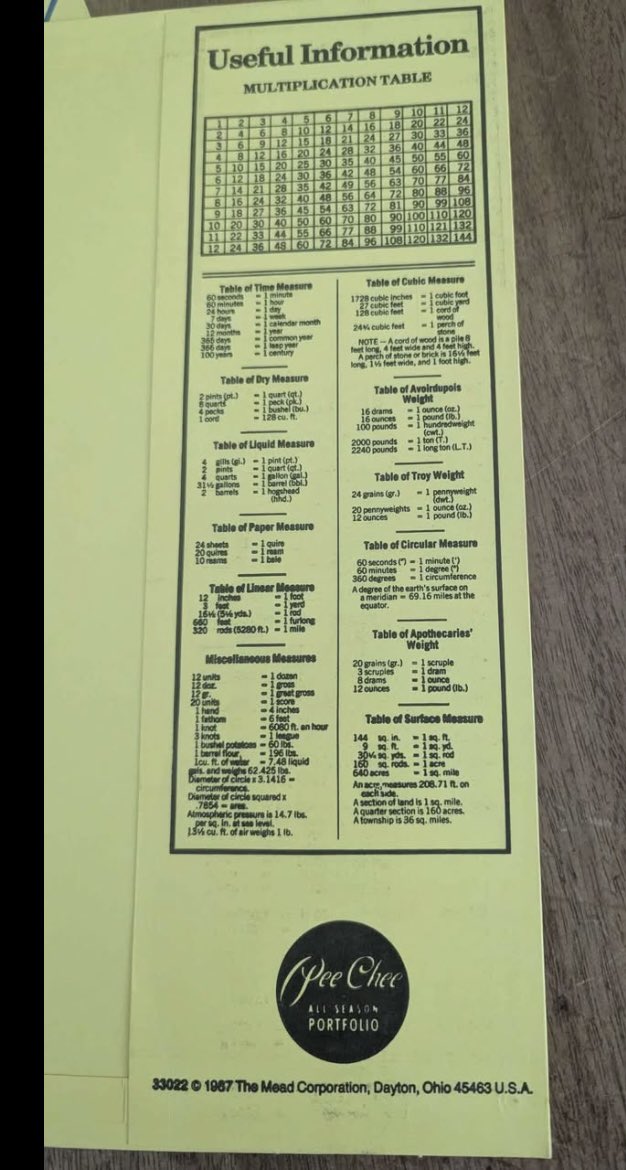 Useful Information
MULTIPLICATION TABLE
1 2 3 4 5 6 7 8 9 10 11 12
2 4 6 8 10 12 14 16 18 20 22 24
3 6 9 12 15 18 21 24 27 30 33 36
4 8 12 16 20 24 28 32 36 40 44 48
5 10 15 20 25 30 35 40 45 50 55 60
6 12 18 24 30 36 42 48 54 60 66 72
7 14 21 28 35 42 49 56 63 70 77 84
8 16 24 32 40 48 56 64 72 80 88 96
9 18 27 36 45 54 63 72 81 90 99 108
10 20 30 40 50 60 70 80 90 100 110 120
11 22 33 44 55 66 77 88 99 110 121 132
12 24 36 48 60 72 84 96 108 120 132 144
Table of Time Measure
60 seconds = 1 minute
60 minutes = 1 hour
24 hours = 1 day
7 days = 1 week
30 days = 1 calendar month
12 months = 1 year
365 days = 1 common year
366 days = 1 leap year
100 years = 1 century
Table of Dry Measure
2 pints (pt.) = 1 quart (qt.)
8 quarts = 1 peck (pk.)
4 pecks = 1 bushel (bu.)
1 cord = 128 cu. ft.
Table of Liquid Measure
4 gills (gi.) = 1 pint (pt.)
2 pints = 1 quart (qt.)
4 quarts = 1 gallon (gal.)
31½ gallons = 1 barrel (bbl.)
2 barrels = 1 hogshead
(hhd.)
Table of Paper Measure
24 sheets = 1 quire
20 quires = 1 ream
10 reams = 1 bale
Table of Linear Measure
12 inches = 1 foot
3 feet = 1 yard
16½ (5½ yds.) = 1 rod
660 feet = 1 furlong
320 rods (5280 ft.) = 1 mile
Miscellaneous Measures
12 units = 1 dozen
12 doz. = 1 gross
12 gr. = 1 great gross
20 units = 1 score
1 hand = 4 inches
1 fathom = 6 feet
1 knot = 6080 ft. an hour
3 knots = 1 league
1 bushel potatoes = 60 lbs.
1 barrel flour = 196 lbs.
1cu. ft. of water = 7.48 liquid
gals. and weighs 62.425 lbs.
Diameter of circle x 3.1416 =
circumference.
Diameter of circle squared x
.7854 = area.
Atmospheric pressure is 14.7 lbs.
per sq. in. at sea level.
13½ cu. ft. of air weighs 1 lb.
Table of Cubic Measure
1728 cubic inches = 1 cubic foot
27 cubic feet = 1 cubic yard
128 cubic feet = 1 cord of
wood
24¾ cubic feet = 1 perch of
stone
NOTE — A cord of wood is a pile 8
feet long, 4 feet wide and 4 feet high.
A perch of stone or brick is 16½ feet
long, 1½ feet wide, and 1 foot high.
Table of Avoirdupois
Weight
16 drams = 1 ounce (oz.)
16 ounces = 1 pound (lb.)
100 pounds = 1 hundredweight
(cwt.)
2000 pounds = 1 ton (T.)
2240 pounds = 1 long ton (L.T.)
Table of Troy Weight
24 grains (gr.) = 1 pennyweight
(dwt.)
20 pennyweights = 1 ounce (oz.)
12 ounces = 1 pound (lb.)
Table of Circular Measure
60 seconds (") = 1 minute (')
60 minutes = 1 degree (°)
360 degrees = 1 circumference
A degree of the earth's surface on
a meridian = 69.16 miles at the
equator.
Table of Apothecaries'
Weight
20 grains (gr.) = 1 scruple
3 scruples = 1 dram
8 drams = 1 ounce
12 ounces = 1 pound (lb.)
Table of Surface Measure
144 sq. in. = 1 sq. ft.
9 sq. ft. = 1 sq. yd.
30¼ sq. yds. = 1 sq. rod
160 sq. rods. = 1 acre
640 acres = 1 sq. mile
An acre measures 208.71 ft. on
each side.
A section of land is 1 sq. mile.
A quarter section is 160 acres.
A township is 36 sq. miles.
Pee Chee
ALL SEASON
PORTFOLIO
33022 © 1987 The Mead Corporation, Dayton, Ohio 45463 U.S.A.